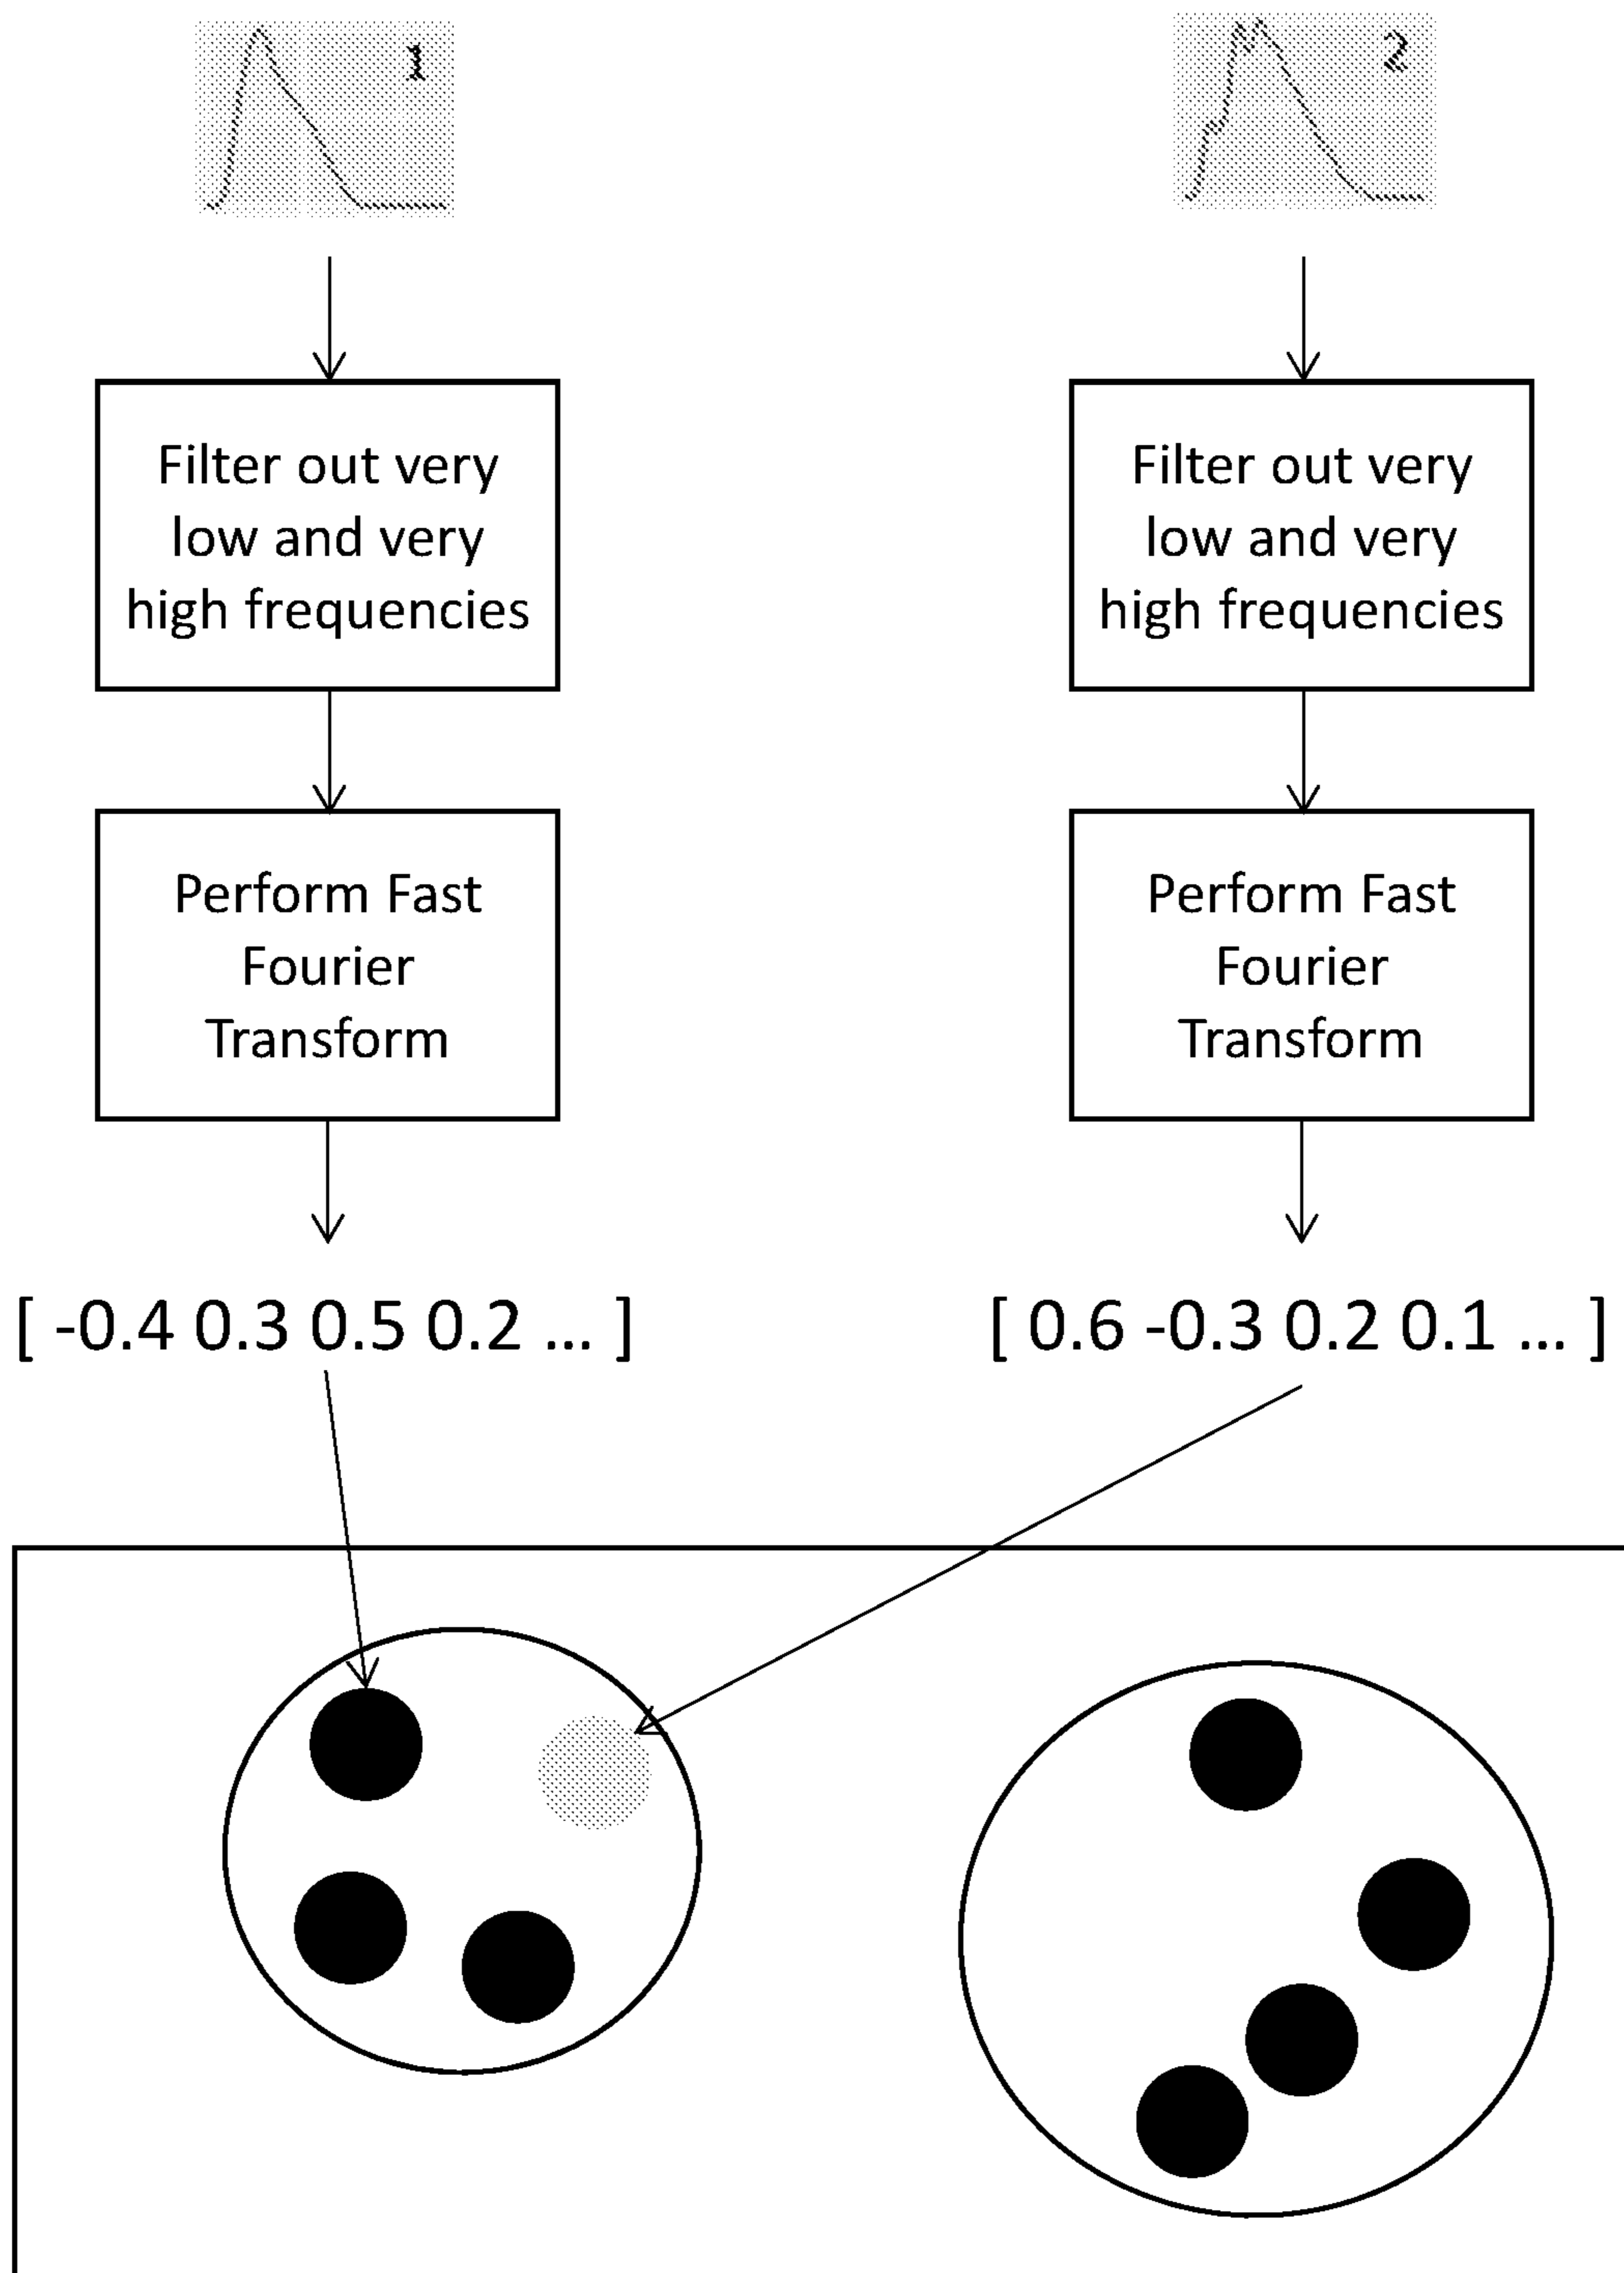 1
Filter out very
low and very
high frequencies
Perform Fast
Fourier
Transform
[ -0.4 0.3 0.5 0.2 ... ]
2
Filter out very
low and very
high frequencies
Perform Fast
Fourier
Transform
[ 0.6 -0.3 0.2 0.1 ... ]